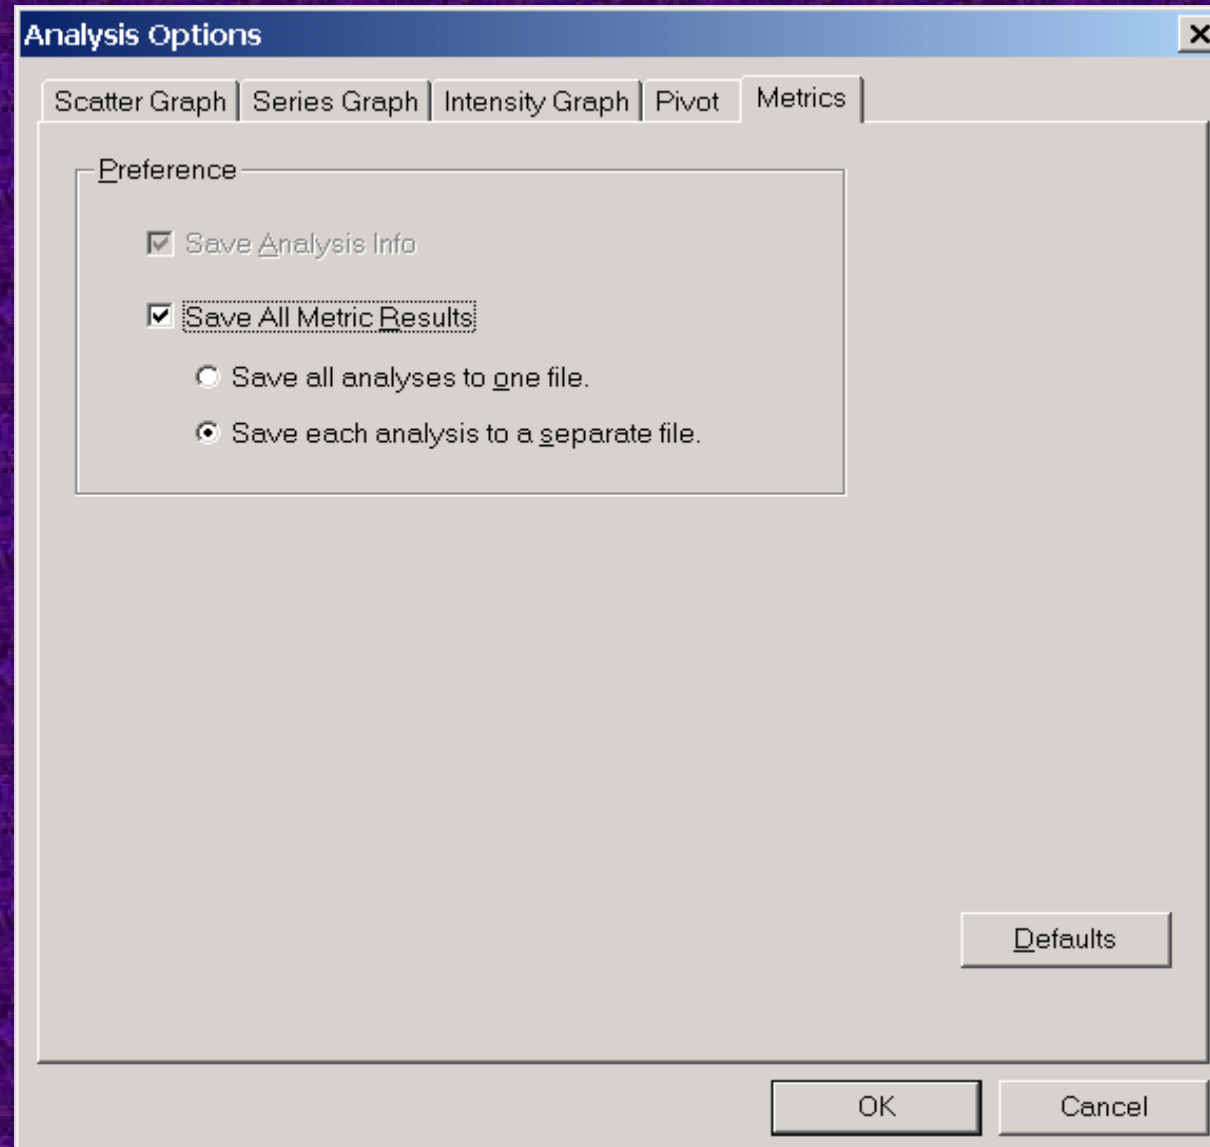 Analysis Options
Scatter Graph Series Graph Intensity Graph Pivot Metrics
Preference
Save Analysis Info
Save All Metric Results
Save all analyses to one file.
Save each analysis to a separate file.
Defaults
OK Cancel